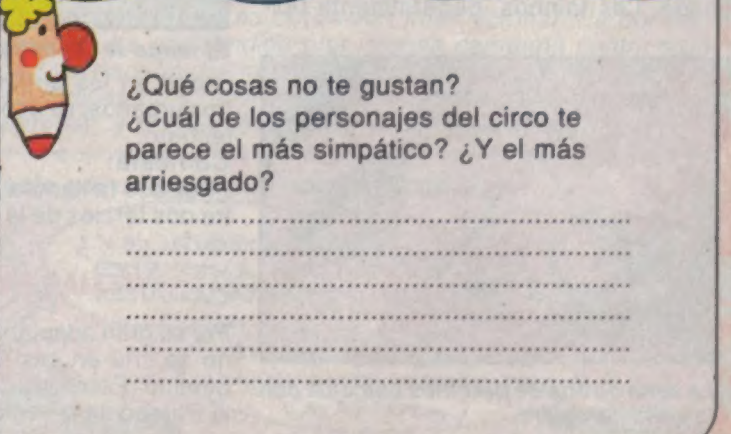 ¿Qué cosas no te gustan?
¿Cuál de los personajes del circo te
parece el más simpático? ¿Y el más
arriesgado?